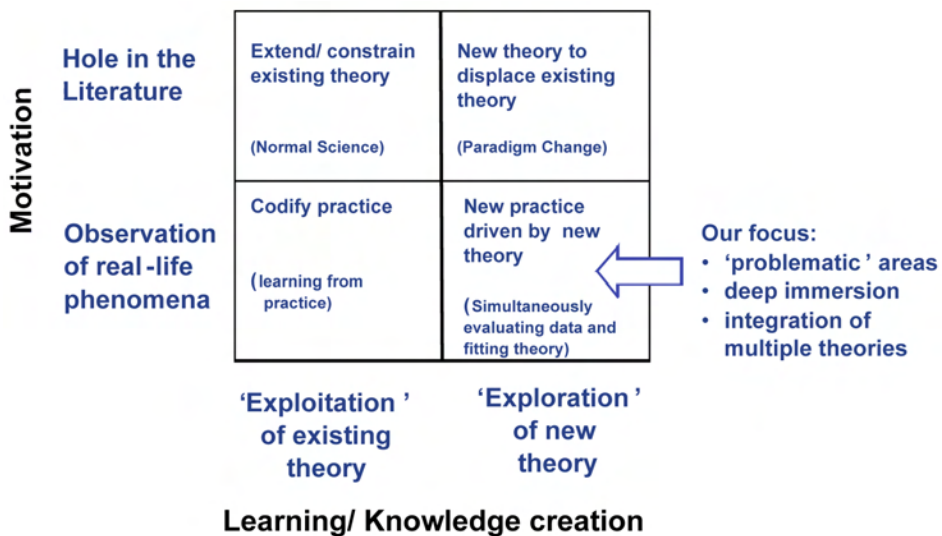 Motivation
Hole in the
Literature
Extend/ constrain
existing theory
(Normal Science)
New theory to
displace existing
theory
(Paradigm Change)
Observation
of real-life
phenomena
Codify practice
(learning from
practice)
New practice
driven by new
theory
(Simultaneously
evaluating data and
fitting theory)
Our focus:
• ‘problematic’ areas
• deep immersion
• integration of
multiple theories
‘Exploitation’
of existing
theory
‘Exploration’
of new
theory
Learning/ Knowledge creation